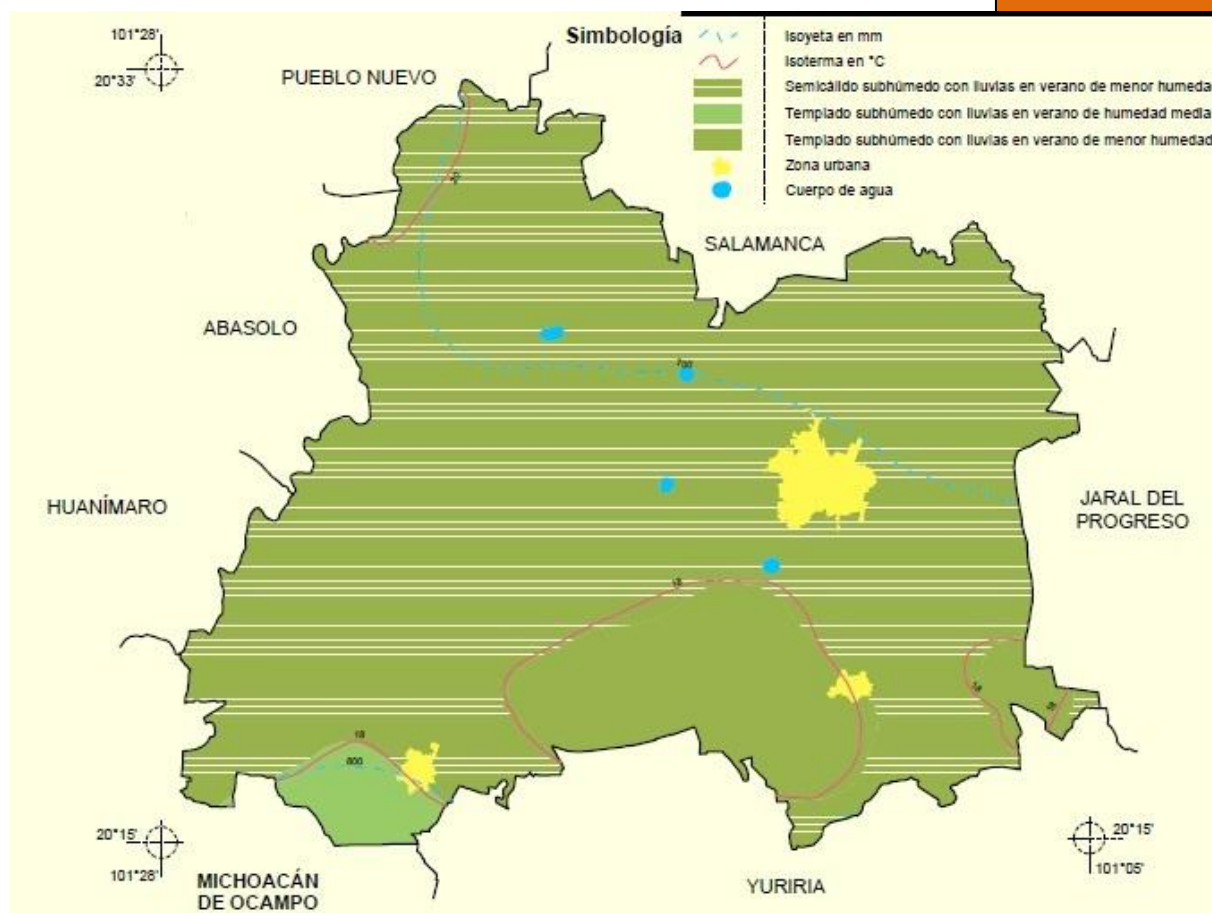 101°28'
20°33'
PUEBLO NUEVO
Simbología
Isoyeta en mm
Isoterma en °C
Semicálido subhúmedo con lluvias en verano de menor humeda
Templado subhúmedo con lluvias en verano de humedad media
Templado subhúmedo con lluvias en verano de menor humedad
Zona urbana
Cuerpo de agua
20
SALAMANCA
ABASOLO
700
HUANÍMARO
JARAL DEL
PROGRESO
18
18
18
18
800
20°15'
101°28'
20°15'
101°05'
MICHOACÁN
DE OCAMPO
YURIRIA